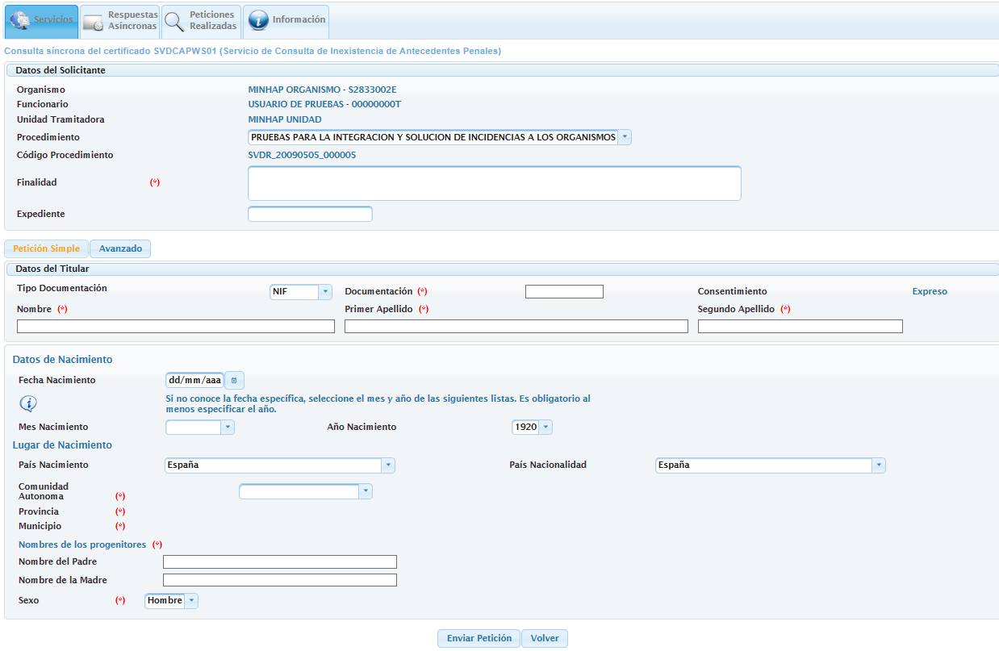 Servicios
Respuestas
Asíncronas
Peticiones
Realizadas
Información
Consulta síncrona del certificado SVDCAPWS01 (Servicio de Consulta de Inexistencia de Antecedentes Penales)
Datos del Solicitante
Organismo MINHAP ORGANISMO - S2833002E
Funcionario USUARIO DE PRUEBAS - 00000000T
Unidad Tramitadora MINHAP UNIDAD
Procedimiento PRUEBAS PARA LA INTEGRACION Y SOLUCION DE INCIDENCIAS A LOS ORGANISMOS
Código Procedimiento SVDR_20090505_000005
Finalidad (*)
Expediente
Petición Simple Avanzado
Datos del Titular
Tipo Documentación NIF Documentación (*) Consentimiento Expreso
Nombre (*) Primer Apellido (*) Segundo Apellido (*)
Datos de Nacimiento
Fecha Nacimiento dd/mm/aaa
Si no conoce la fecha específica, seleccione el mes y año de las siguientes listas. Es obligatorio al
menos especificar el año.
Mes Nacimiento Año Nacimiento 1920
Lugar de Nacimiento
País Nacimiento España País Nacionalidad España
Comunidad
Autonoma (*)
Provincia (*)
Municipio (*)
Nombres de los progenitores (*)
Nombre del Padre
Nombre de la Madre
Sexo (*) Hombre
Enviar Petición Volver